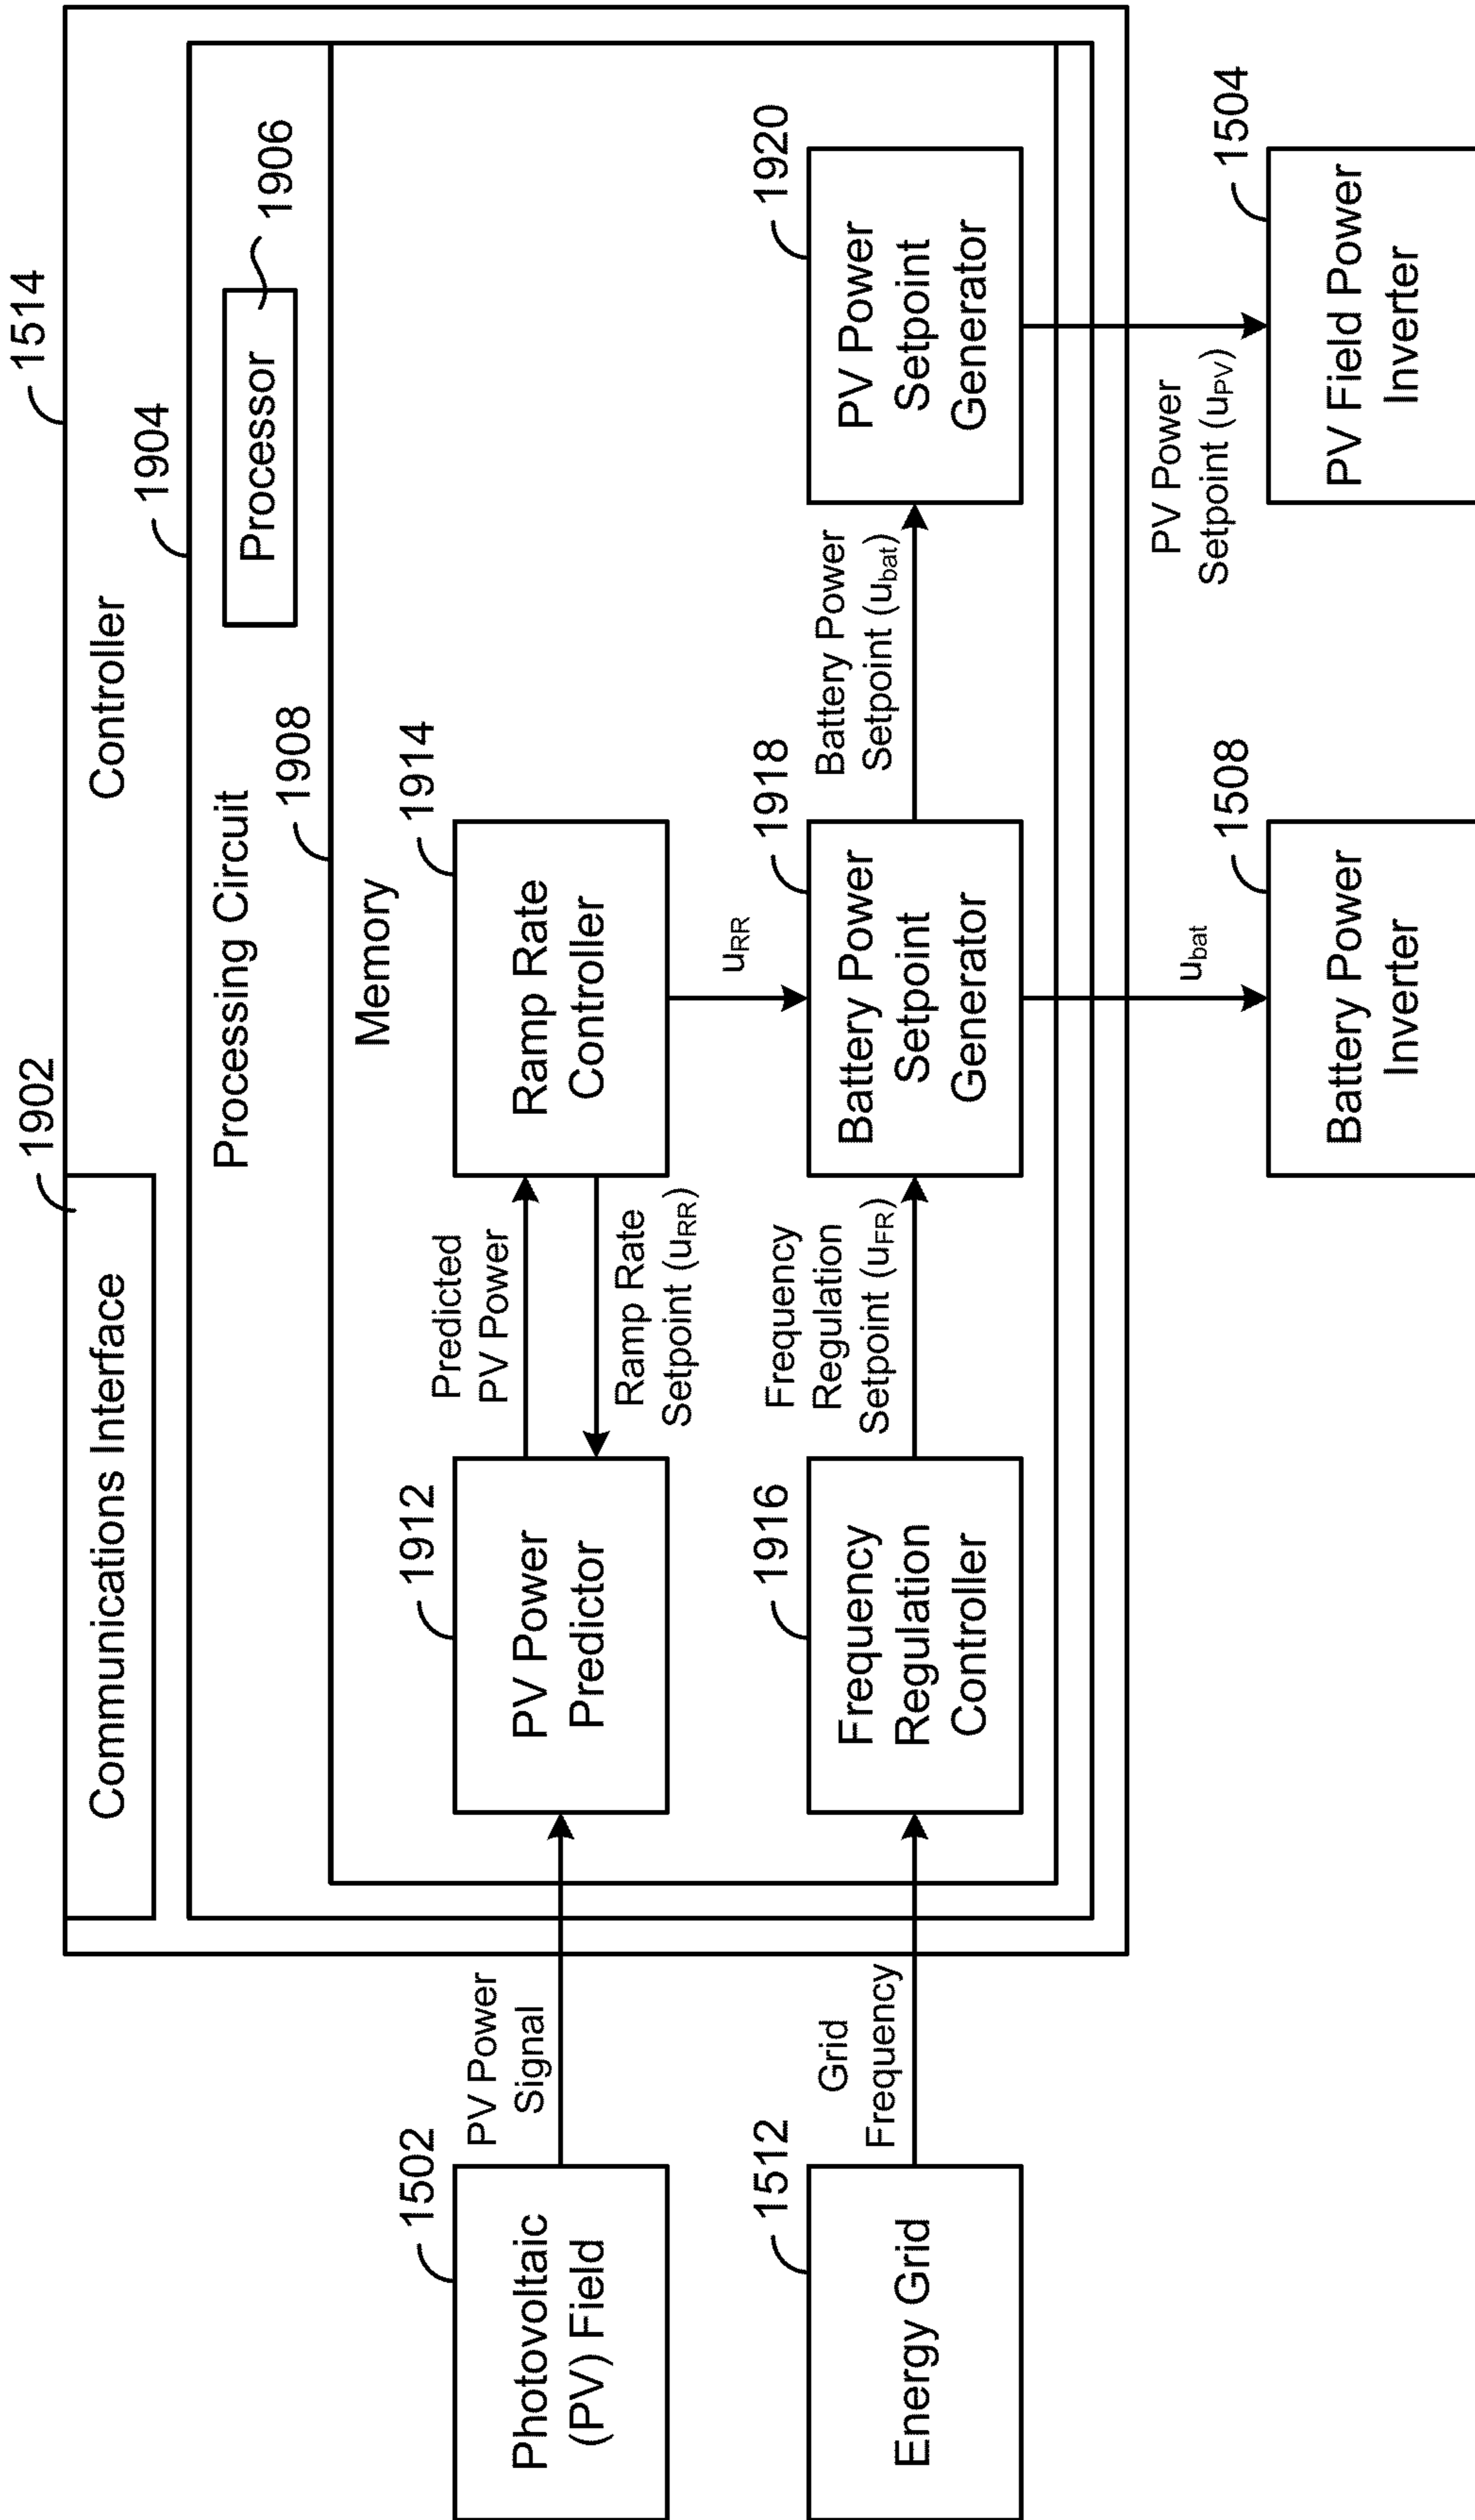 1514
Controller
1902
Communications Interface
1904
Processing Circuit
Processor
1906
1908
Memory
1502
Photovoltaic
(PV) Field
PV Power
Signal
1912
PV Power
Predictor
Predicted
PV Power
Ramp Rate
Setpoint (uRR)
1914
Ramp Rate
Controller
uRR
1512
Energy Grid
Grid
Frequency
1916
Frequency
Regulation
Controller
Frequency
Regulation
Setpoint (uFR)
1918
Battery Power
Setpoint
Generator
Battery Power
Setpoint (ubat)
1920
PV Power
Setpoint
Generator
ubat
PV Power
Setpoint (uPV)
1508
Battery Power
Inverter
1504
PV Field Power
Inverter